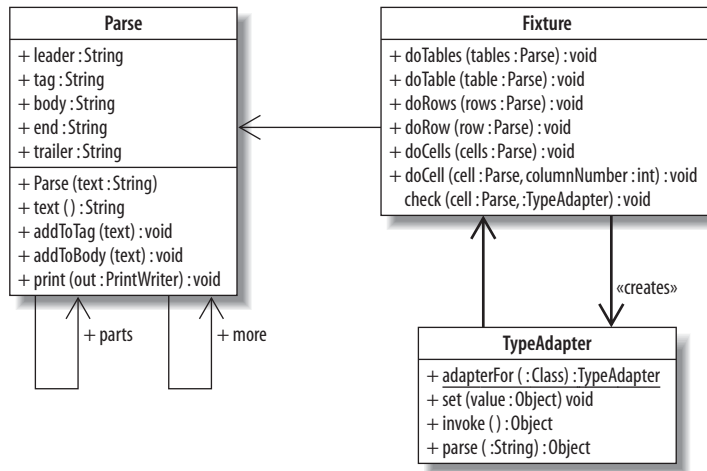 Parse
+ leader : String
+ tag : String
+ body : String
+ end : String
+ trailer : String
+ Parse (text : String)
+ text ( ) : String
+ addToTag (text) : void
+ addToBody (text) : void
+ print (out : PrintWriter) : void
+ parts
+ more
Fixture
+ doTables (tables : Parse) : void
+ doTable (table : Parse) : void
+ doRows (rows : Parse) : void
+ doRow (row : Parse) : void
+ doCells (cells : Parse) : void
+ doCell (cell : Parse, columnNumber : int) : void
check (cell : Parse, :TypeAdapter) : void
«creates»
TypeAdapter
+ adapterFor ( : Class) : TypeAdapter
+ set (value : Object) void
+ invoke ( ) : Object
+ parse ( :String) : Object